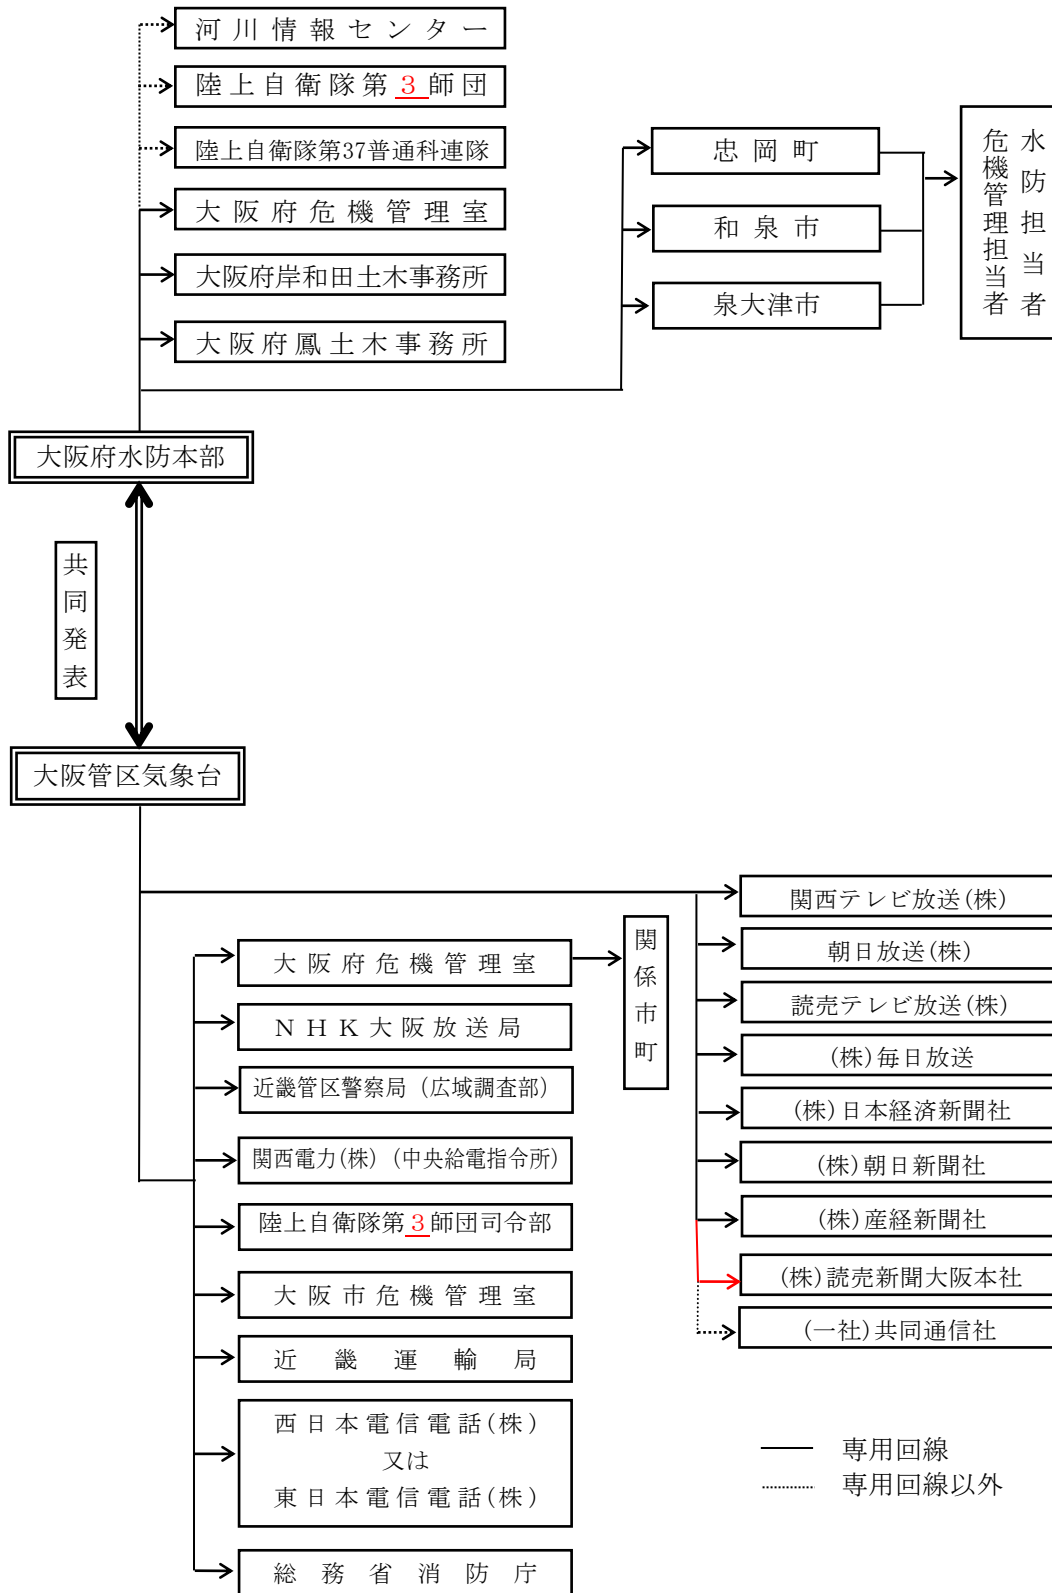 河川情報センター
陸上自衛隊第３師団
陸上自衛隊第37普通科連隊
大阪府危機管理室
大阪府岸和田土木事務所
大阪府鳳土木事務所
忠岡町
和泉市
泉大津市
水防担当者
危機管理担当者
大阪府水防本部
共同発表
大阪管区気象台
関西テレビ放送(株)
朝日放送(株)
読売テレビ放送(株)
(株)毎日放送
(株)日本経済新聞社
(株)朝日新聞社
(株)産経新聞社
(株)読売新聞大阪本社
(一社)共同通信社
大阪府危機管理室
関係市町
ＮＨＫ大阪放送局
近畿管区警察局（広域調査部）
関西電力(株)（中央給電指令所）
陸上自衛隊第３師団司令部
大阪市危機管理室
近畿運輸局
西日本電信電話(株)
又は
東日本電信電話(株)
総務省消防庁
専用回線
専用回線以外